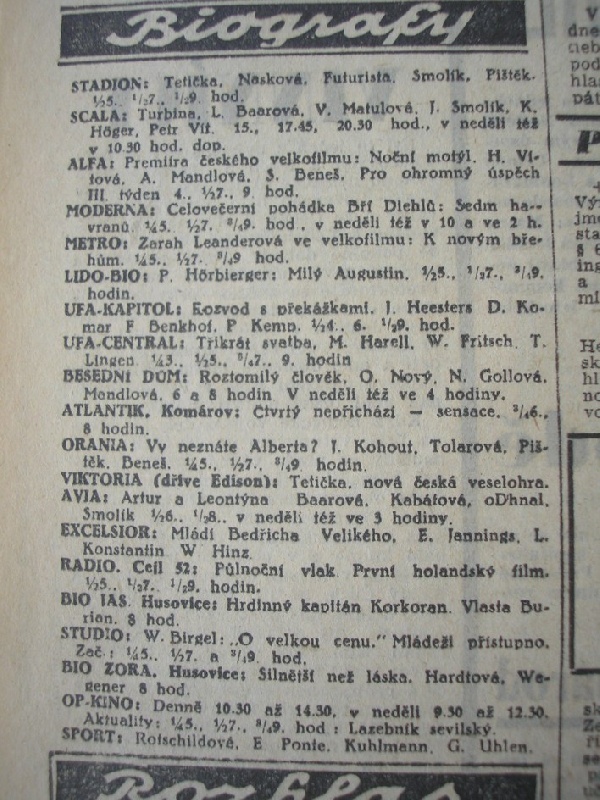 Biografy
STADION: Tetička, Nasková, Futurista, Smolík, Pištěk.
½5., ½7., ½9. hod.
SCALA: Turbina, L. Baarová, V. Matulová, J. Smolík, K.
Höger, Petr Vít. 15., 17.45, 20.30 hod., v neděli též
v 10.30 hod. dop.
ALFA: Premiéra českého velkofilmu: Noční motýl. H. Ví-
tová, A. Mandlová, S. Beneš. Pro ohromný úspěch
III. týden 4., ½7., 9. hod.
MODERNA: Celovečerní pohádka Bří Diehlů: Sedm ha-
vranů. ¾5. ½7. ¾9. hod., v neděli též v 10 a ve 2 h.
METRO: Zarah Leanderová ve velkofilmu: K novým bře-
hům. ¼5., ½7. ¾9 hod.
LIDO-BIO: P. Hörbierger: Milý Augustin. ½5., ½7., ¾9.
hodin.
UFA-KAPITOL: Rozvod s překážkami. J. Heesters D. Ko-
mar F. Benkhof, P. Kemp. ¼4., 6. ½9. hod.
UFA-CENTRAL: Třikrát svatba, M. Harell, W. Fritsch, T.
Lingen. ¼3., ½5., ¾7., 9. hodin
BESEDNÍ DŮM: Roztomilý člověk, O. Nový, N. Gollová,
Mandlová. 6 a 8 hodin V neděli též ve 4 hodiny.
ATLANTIK, Komárov: Čtvrtý nepřichází — sensace. ¾6.,
8 hodin.
ORANIA: Vy neznáte Alberta? J. Kohout, Tolarová, Piš-
těk, Beneš. ¼5., ½7., ¾9. hodin.
VIKTORIA (dříve Edison): Tetička, nová česká veselohra.
AVIA: Artur a Leontýna Baarová, Kabátová, oD'hnal,
Smolík ½6., ½8., v neděli též ve 3 hodiny.
EXCELSIOR: Mládí Bedřicha Velikého, E. Jannings, L.
Konstantin W Hinz.
RADIO, Cejl 52: Půlnoční vlak První holandský film.
½5., ½7. ½9. hodin.
BIO JAS, Husovice: Hrdinný kapitán Korkoran. Vlasta Bu-
rian. 8 hod.
STUDIO: W. Birgel: „O velkou cenu." Mládeži přístupno.
Zač.: ¼5., ½7. a ¾9. hod.
BIO ZORA, Husovice: Silnější než láska. Hardtová, We-
gener 8 hod.
OP-KINO: Denně 10.30 až 14.30, v neděli 9.30 až 12.30.
Aktuality: ¼5., ½7., ¾9. hod: Lazebník sevilský.
SPORT: Rotschildová, E Ponte, Kuhlmann, G. Uhlen.
Rozhlas